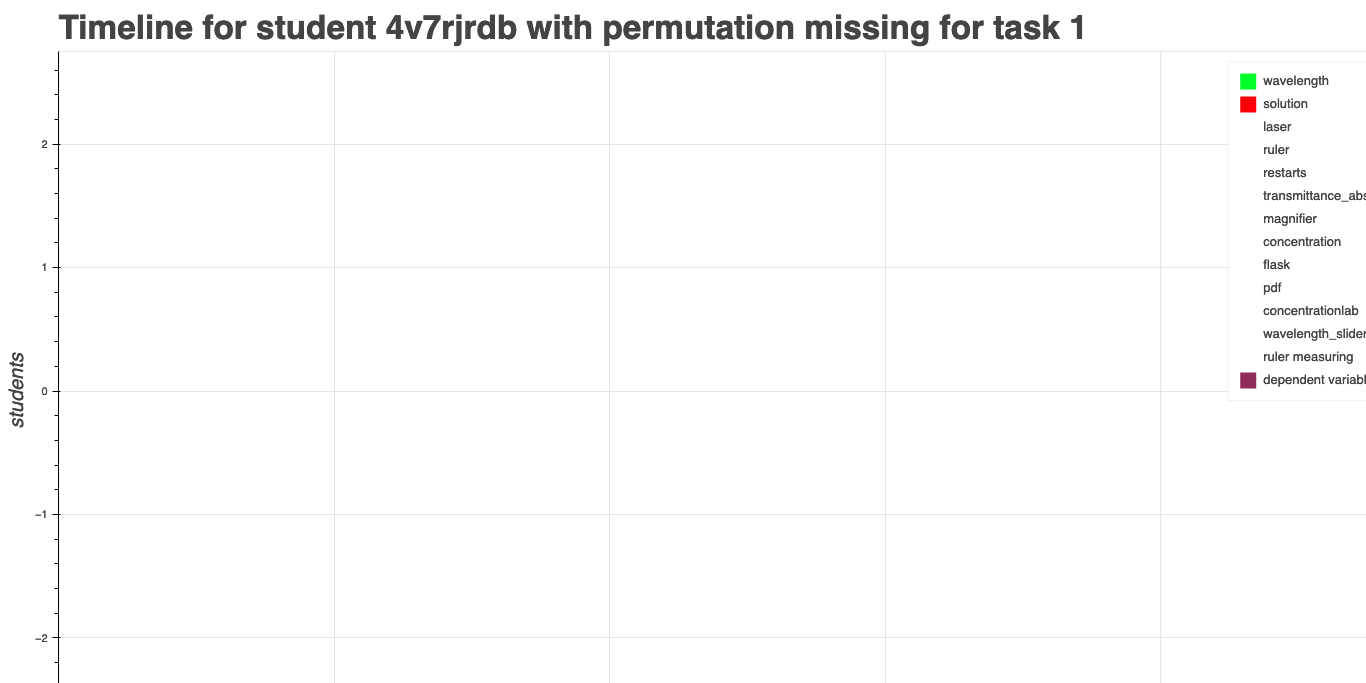 Timeline for student 4v7rjrdb with permutation missing for task 1
wavelength
solution
laser
ruler
restarts
transmittance_abs
magnifier
concentration
flask
pdf
concentrationlab
wavelength_slider
ruler measuring
dependent variabl
2
1
0
−1
−2
students